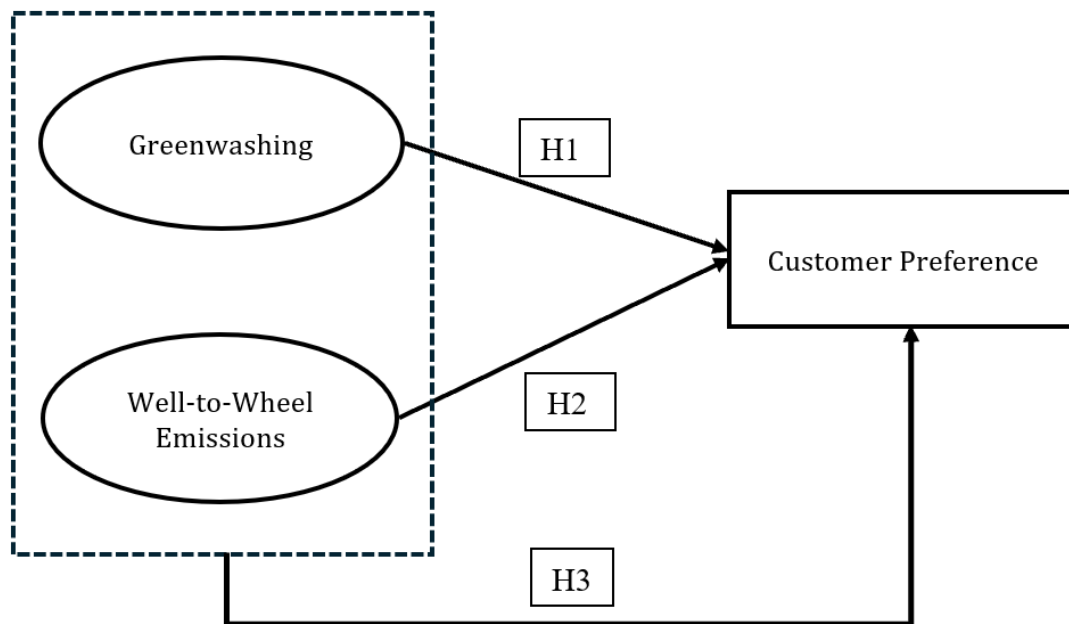 Greenwashing
H1
Customer Preference
Well-to-Wheel
Emissions
H2
H3